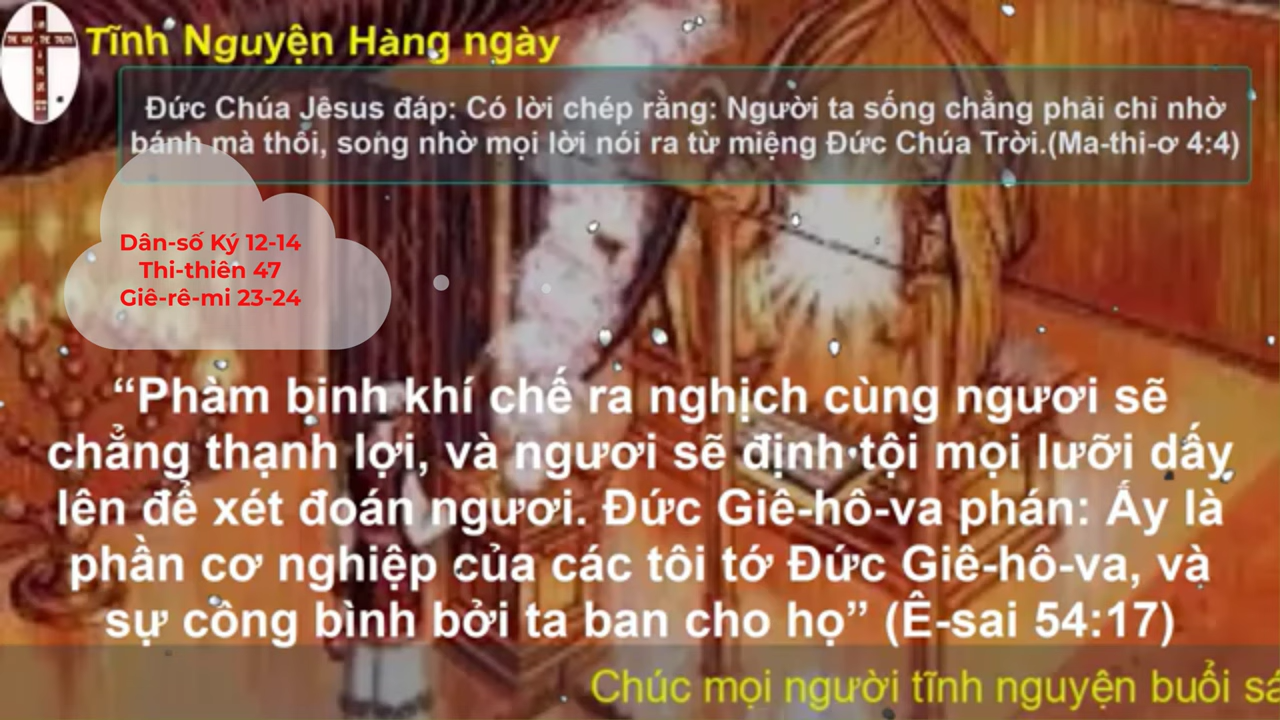 THE WAY THE TRUTH
Tĩnh Nguyện Hàng ngày
Đức Chúa Jêsus đáp: Có lời chép rằng: Người ta sống chẳng phải chỉ nhờ
bánh mà thôi, song nhờ mọi lời nói ra từ miệng Đức Chúa Trời.(Ma-thi-ơ 4:4)
Dân-số Ký 12-14
Thi-thiên 47
Giê-rê-mi 23-24
“Phàm binh khí chế ra nghịch cùng ngươi sẽ
chẳng thạnh lợi, và ngươi sẽ định tội mọi lưỡi dấy
lên để xét đoán ngươi. Đức Giê-hô-va phán: Ấy là
phần cơ nghiệp của các tôi tớ Đức Giê-hô-va, và
sự công bình bởi ta ban cho họ” (Ê-sai 54:17)
Chúc mọi người tĩnh nguyện buổi sá